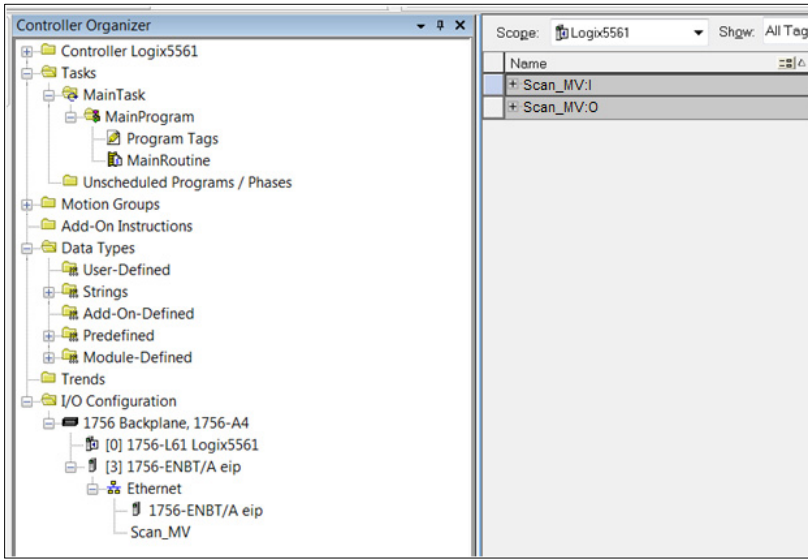 Controller Organizer
Controller Logix5561
Tasks
MainTask
MainProgram
Program Tags
MainRoutine
Unscheduled Programs / Phases
Motion Groups
Add-On Instructions
Data Types
User-Defined
Strings
Add-On-Defined
Predefined
Module-Defined
Trends
I/O Configuration
1756 Backplane, 1756-A4
[0] 1756-L61 Logix5561
[3] 1756-ENBT/A eip
Ethernet
1756-ENBT/A eip
Scan_MV
Scope: Logix5561 Show: All Tag
Name
Scan_MV:I
Scan_MV:O